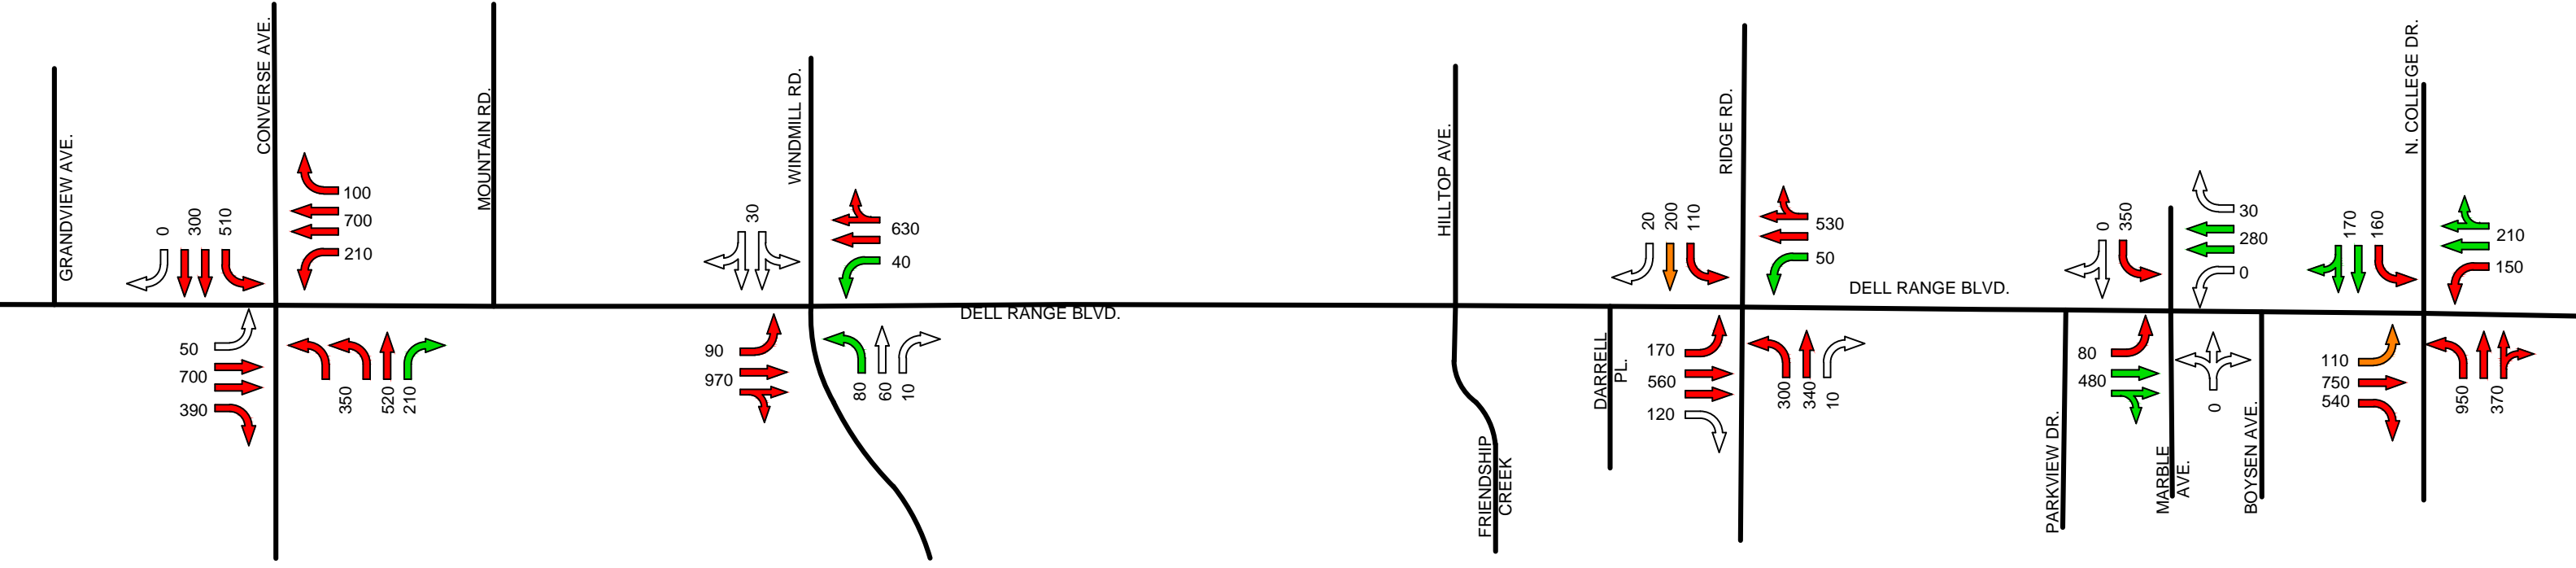 GRANDVIEW AVE.
CONVERSE AVE.
0
300
510
100
700
210
50
700
390
350
520
210
MOUNTAIN RD.
WINDMILL RD.
30
630
40
90
970
80
60
10
DELL RANGE BLVD.
HILLTOP AVE.
FRIENDSHIP
CREEK
DARRELL
PL.
RIDGE RD.
20
200
110
530
50
170
560
120
300
340
10
DELL RANGE BLVD.
PARKVIEW DR.
MARBLE
AVE.
BOYSEN AVE.
0
350
30
280
0
80
480
0
N. COLLEGE DR.
170
160
210
150
110
750
540
950
370